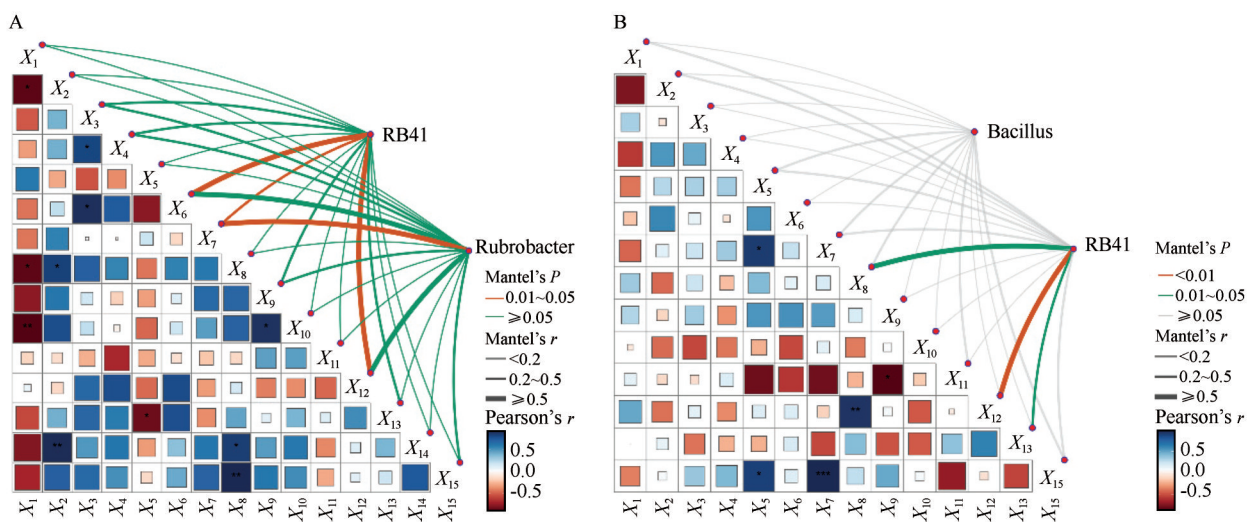 A
X1
X2
X3
X4
X5
X6
X7
X8
X9
X10
X11
X12
X13
X14
X15
RB41
Rubrobacter
*
*
*
* *
** *
*
** *
**
X1 X2 X3 X4 X5 X6 X7 X8 X9 X10 X11 X12 X13 X14 X15
Mantel's P
0.01~0.05
≥0.05
Mantel's r
<0.2
0.2~0.5
≥0.5
Pearson's r
0.5
0.0
-0.5
B
X1
X2
X3
X4
X5
X6
X7
X8
X9
X10
X11
X12
X13
X15
Bacillus
RB41
*
*
**
* ***
X1 X2 X3 X4 X5 X6 X7 X8 X9 X10 X11 X12 X13 X15
Mantel's P
<0.01
0.01~0.05
≥0.05
Mantel's r
<0.2
0.2~0.5
≥0.5
Pearson's r
0.5
0.0
-0.5